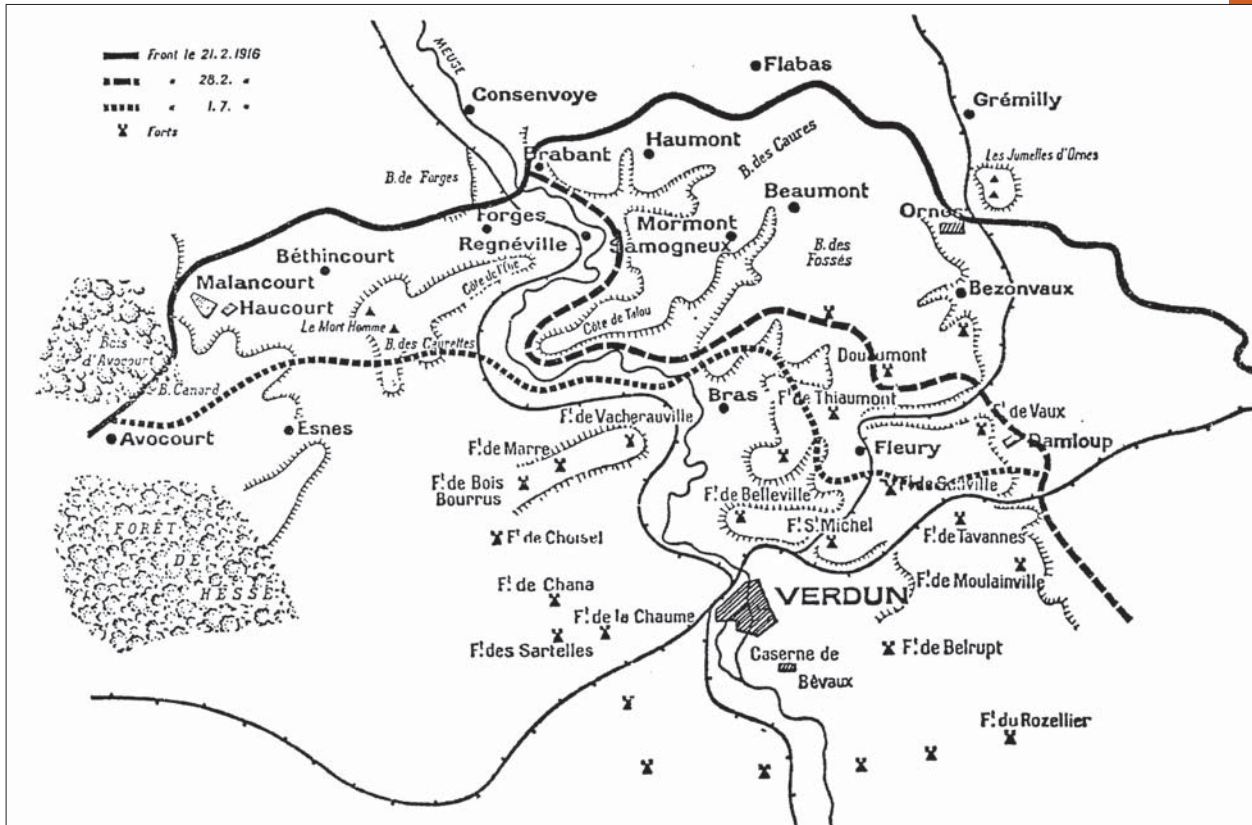 Front le 21.2.1916
" 28.2. "
" 1.7. "
Forts
MEUSE
Flabas
Consenvoye
Grémilly
Haumont
B. des Caures
Les Jumelles d'Ornes
Brabant
B. de Forges
Beaumont
Forges
Ornes
Mormont
Regnéville
Samogneux
B. des
Fossés
Béthincourt
Côte de l'Oie
Malancourt
Bezonvaux
Haucourt
Le Mort Homme
Côte de Talou
Bois
d'Avocourt
B. des Caurettes
Douaumont
B. Canard
Bras
Ft. de Thiaumont
Ft. de Vaux
Ft. de Vacherauville
Avocourt
Esnes
Damloup
Ft. de Marre
Fleury
Ft. de Bois
Bourrus
Ft. de Souville
Ft. de Belleville
FORÊT
DE
HESSE
Ft. St. Michel
Ft. de Choisel
Ft. de Tavannes
Ft. de Moulainville
Ft. de Chana
VERDUN
Ft. de la Chaume
Ft. des Sartelles
Ft. de Belrupt
Caserne de
Bévaux
Ft. du Rozellier